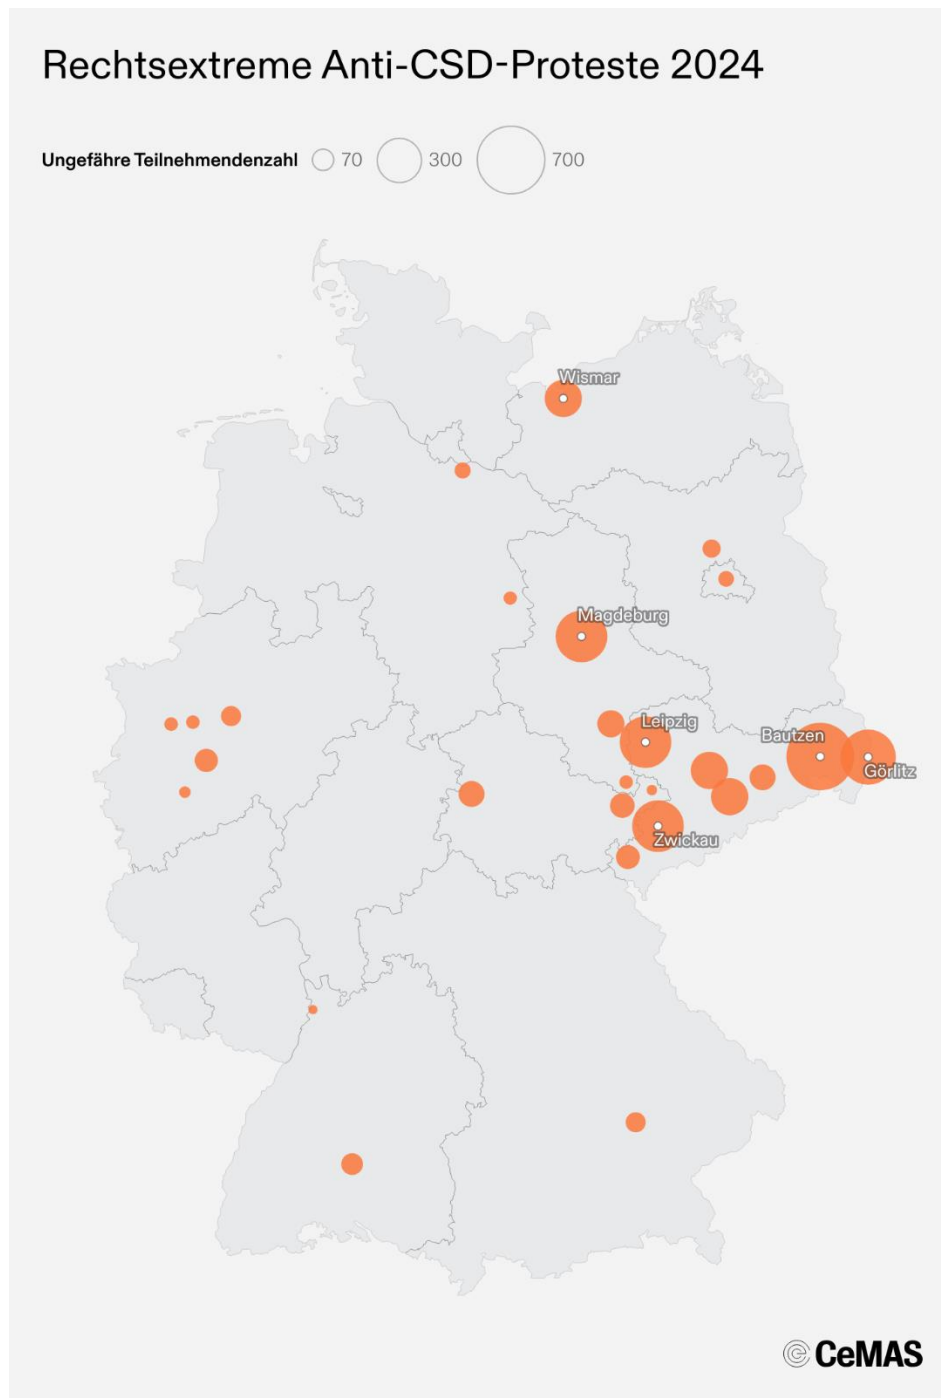 Rechtsextreme Anti-CSD-Proteste 2024
Ungefähre Teilnehmendenzahl 70 300 700
Wismar
Magdeburg
Leipzig
Bautzen
Görlitz
Zwickau
CeMAS